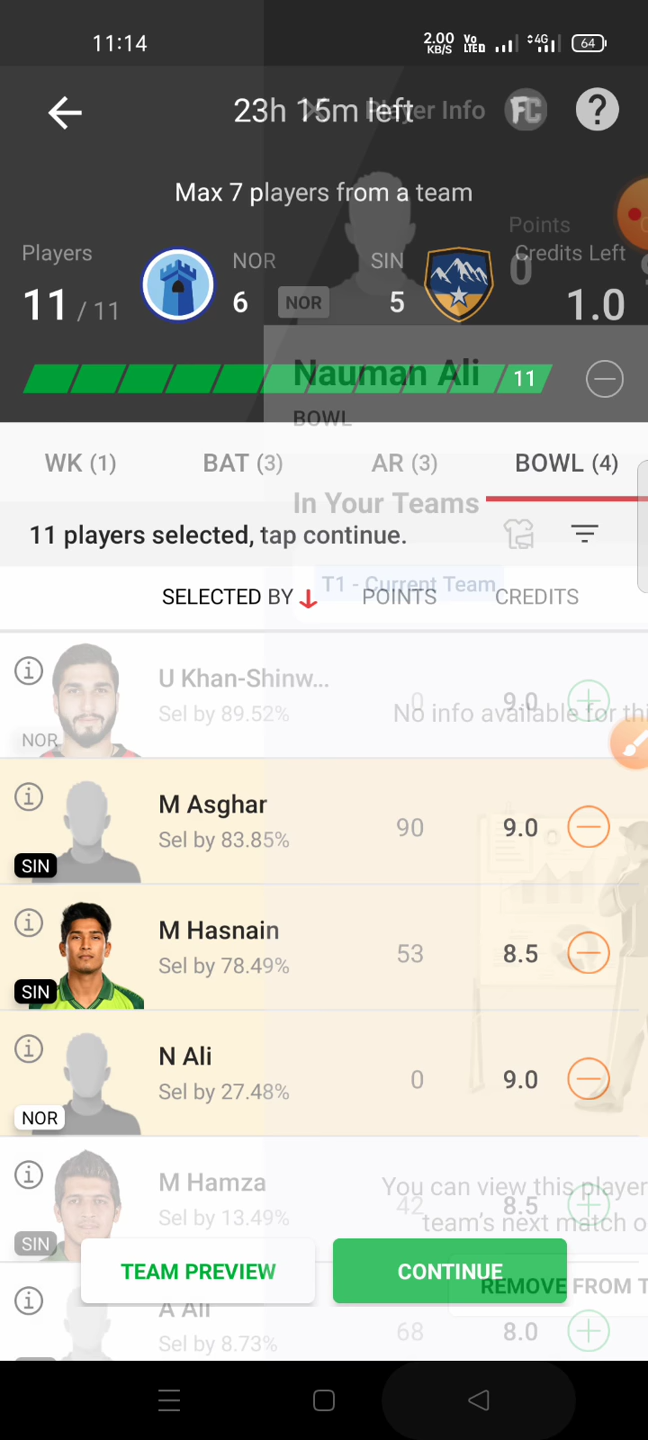 11:14
2.00 KB/S Vo LTED 4G 64
23h 15m left
Player Info FC ?
Max 7 players from a team
Points
Players NOR SIN Credits Left
11 / 11 6 NOR 5 0 1.0
Nauman Ali 11
BOWL
WK (1) BAT (3) AR (3) BOWL (4)
In Your Teams
11 players selected, tap continue.
T1 - Current Team
SELECTED BY POINTS CREDITS
U Khan-Shinw...
Sel by 89.52% 0 9.0
No info available for thi
NOR
M Asghar
Sel by 83.85% 90 9.0
SIN
M Hasnain
Sel by 78.49% 53 8.5
SIN
N Ali
Sel by 27.48% 0 9.0
NOR
M Hamza
You can view this player
Sel by 13.49% 42 8.5
team's next match o
SIN
TEAM PREVIEW CONTINUE
REMOVE FROM T
A Ali
Sel by 8.73% 68 8.0